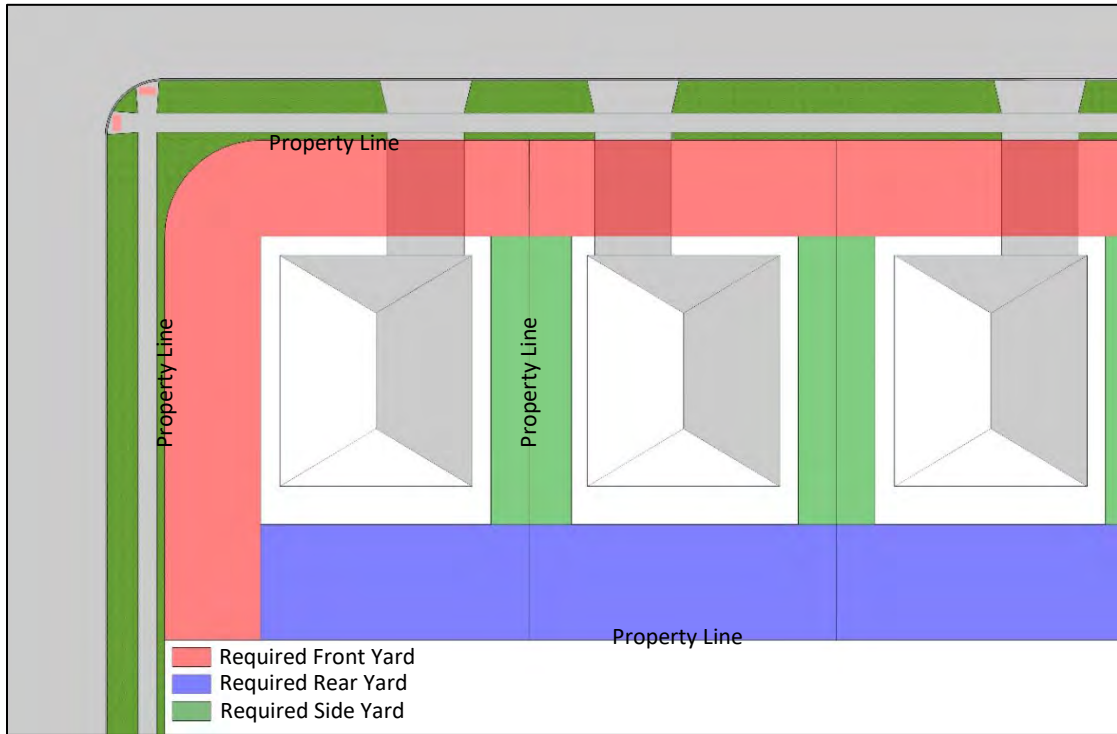 Property Line
Property Line
Property Line
Property Line
Required Front Yard
Required Rear Yard
Required Side Yard